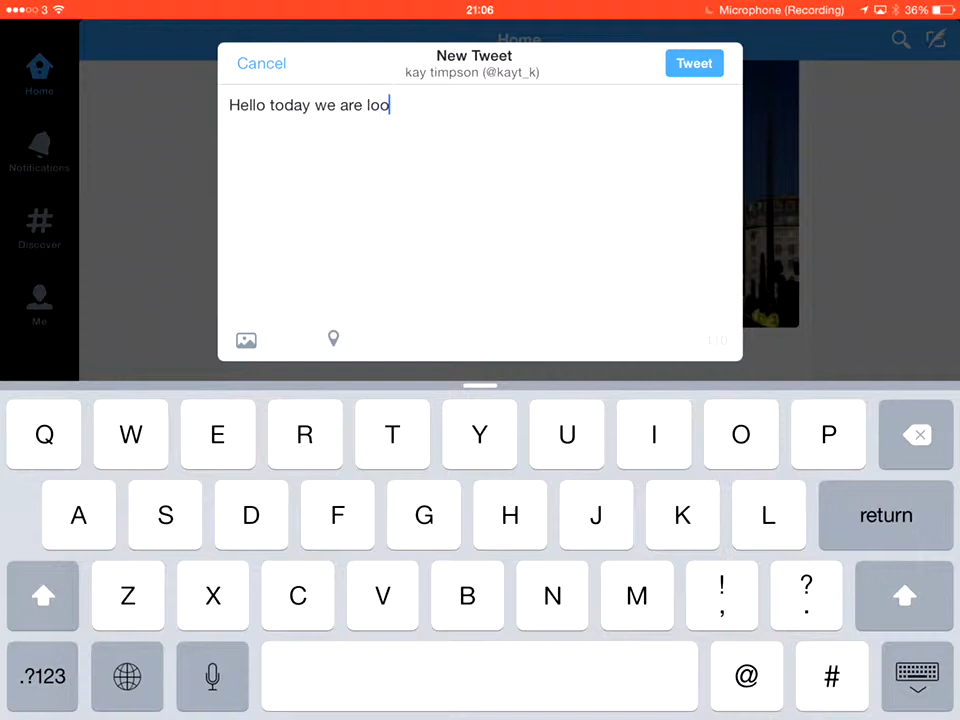 3 21:06 Microphone (Recording) 36%
Home
Cancel New Tweet Tweet
kay timpson (@kayt_k)
Hello today we are loo
Home
Notifications
Discover
Me
Q W E R T Y U I O P
A S D F G H J K L return
Z X C V B N M ! , ? .
.?123 @ #